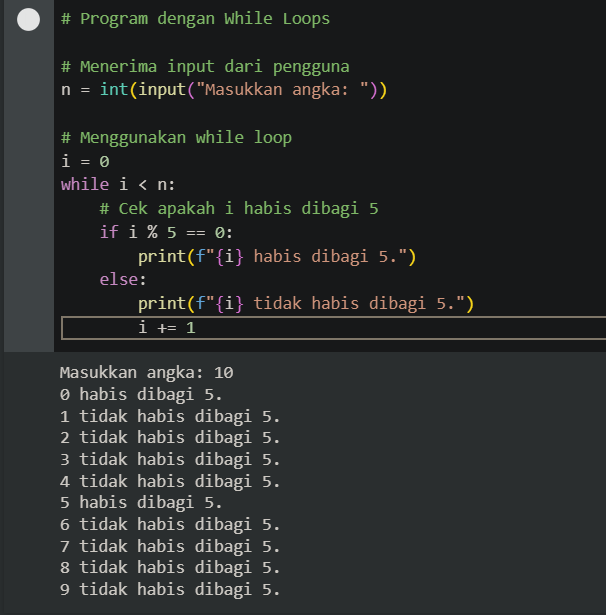 # Program dengan While Loops
# Menerima input dari pengguna
n = int(input("Masukkan angka: "))
# Menggunakan while loop
i = 0
while i < n:
    # Cek apakah i habis dibagi 5
    if i % 5 == 0:
        print(f"{i} habis dibagi 5.")
    else:
        print(f"{i} tidak habis dibagi 5.")
        i += 1
Masukkan angka: 10
0 habis dibagi 5.
1 tidak habis dibagi 5.
2 tidak habis dibagi 5.
3 tidak habis dibagi 5.
4 tidak habis dibagi 5.
5 habis dibagi 5.
6 tidak habis dibagi 5.
7 tidak habis dibagi 5.
8 tidak habis dibagi 5.
9 tidak habis dibagi 5.